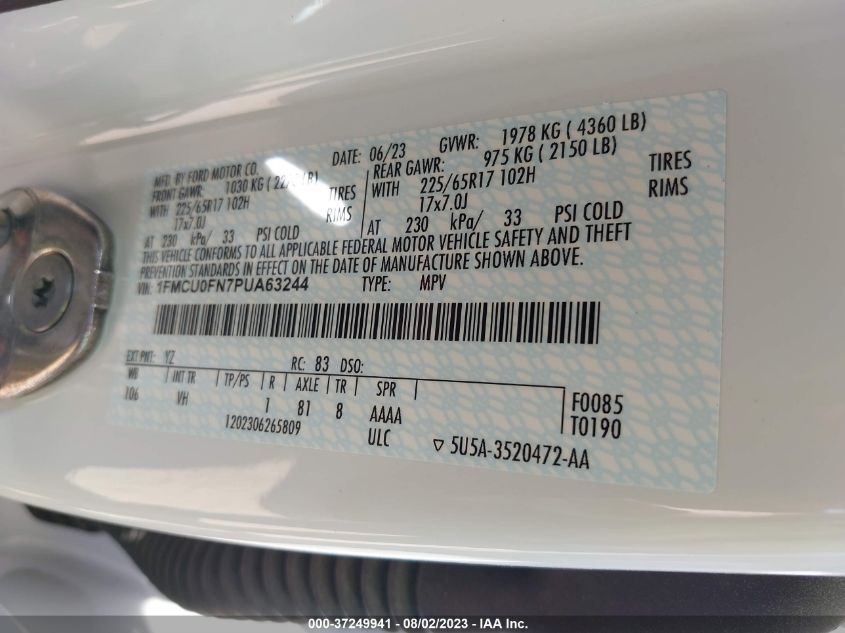 MFD. BY FORD MOTOR CO.
DATE: 06/23 GVWR: 1978 KG ( 4360 LB)
FRONT GAWR: 1030 KG LB)
REAR GAWR: 975 KG ( 2150 LB)
WITH 225/65R17 102H TIRES
WITH 225/65R17 102H TIRES
17x7.0J RIMS
17x7.0J RIMS
AT 230 kPa/ 33 PSI COLD
AT 230 kPa/ 33 PSI COLD
THIS VEHICLE CONFORMS TO ALL APPLICABLE FEDERAL MOTOR VEHICLE SAFETY AND THEFT
PREVENTION STANDARDS IN EFFECT ON THE DATE OF MANUFACTURE SHOWN ABOVE.
VIN: 1FMCU0FN7PUA63244 TYPE: MPV
EXT PNT: YZ RC: 83 DSO:
WB INT TR TP/PS R AXLE TR SPR
106 VH 1 81 8 AAAA
F0085
1202306265809 ULC
T0190
5U5A-3520472-AA
000-37249941 - 08/02/2023 - IAA Inc.